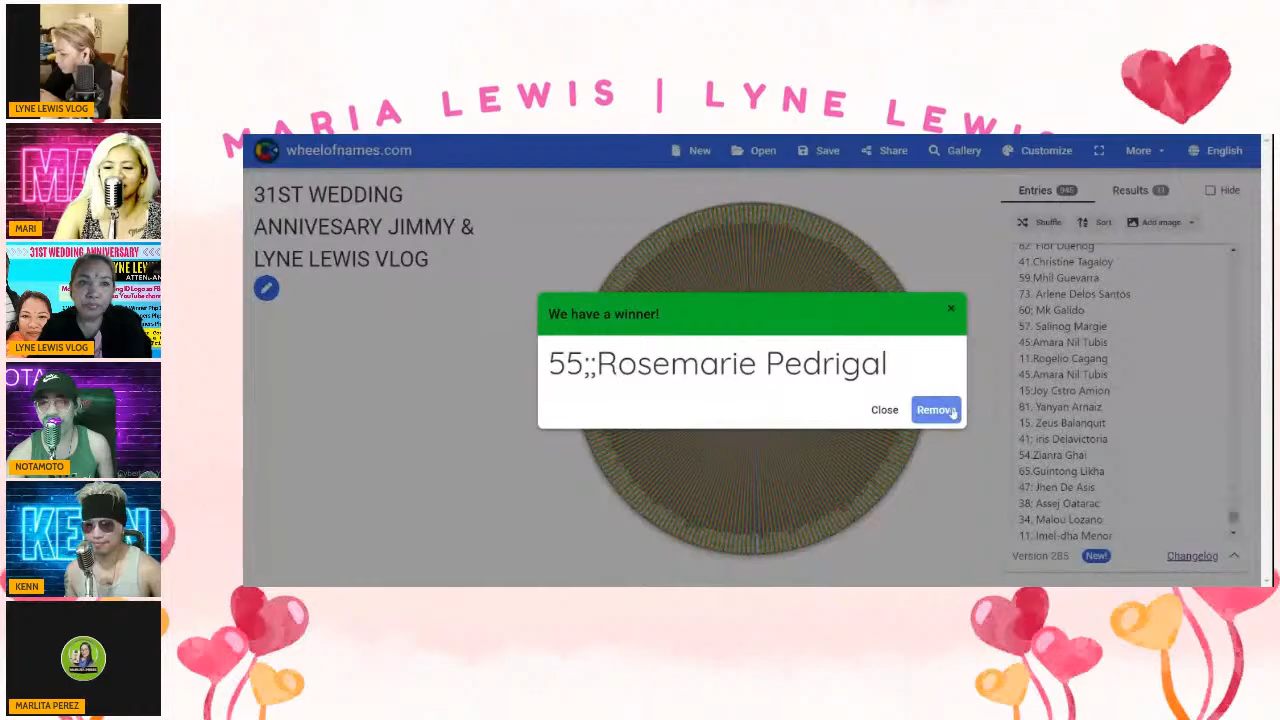 MARIA LEWIS | LYNE LEWIS
LYNE LEWIS VLOG
MARI
31ST WEDDING ANNIVERSARY
LYNE LEWIS VLOG
NOTAMOTO
KENN
KENN
MARLITA PEREZ
wheelofnames.com
New
Open
Save
Share
Gallery
Customize
More
English
31ST WEDDING
ANNIVESARY JIMMY &
LYNE LEWIS VLOG
We have a winner!
×
55;;Rosemarie Pedrigal
Close
Remove
Entries 945
Results
Hide
Shuffle
Sort
Add image
41.Christine Tagaloy
59.Mhil Guevarra
73. Arlene Delos Santos
60; Mk Galido
57. Salinog Margie
45:Amara Nil Tubis
11.Rogelio Cagang
45:Amara Nil Tubis
15:Joy Cstro Amion
81. Yanyan Arnaiz
15. Zeus Balanquit
41; iris Delavictoria
54.Zianra Ghai
65.Guintong Likha
47: Jhen De Asis
38; Assej Oatarac
34. Malou Lozano
11. Imel-dha Menor
Version 285
New!
Changelog